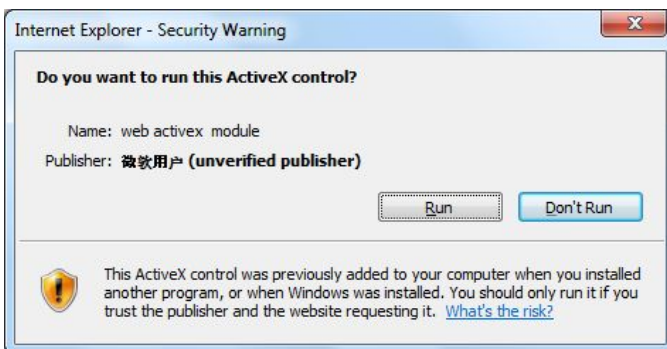 Internet Explorer - Security Warning
Do you want to run this ActiveX control?
Name: web activex module
Publisher: 微软用户 (unverified publisher)
Run
Don't Run
This ActiveX control was previously added to your computer when you installed
another program, or when Windows was installed. You should only run it if you
trust the publisher and the website requesting it. What's the risk?